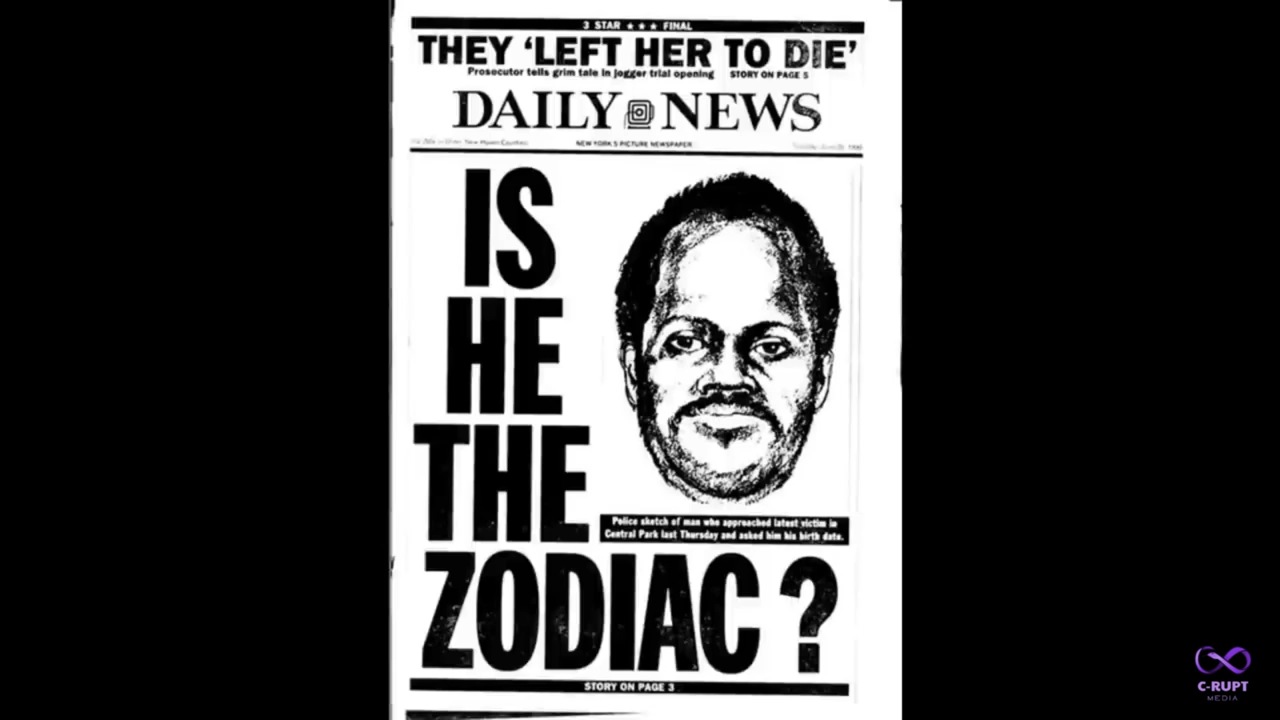 3 STAR ★ ★ ★ FINAL
THEY ‘LEFT HER TO DIE’
Prosecutor tells grim tale in jogger trial opening STORY ON PAGE 5
DAILY NEWS
NEW YORK'S PICTURE NEWSPAPER
IS
HE
THE
ZODIAC ?
Police sketch of man who approached latest victim in
Central Park last Thursday and asked him his birth date.
STORY ON PAGE 3
C-RUPT
MEDIA